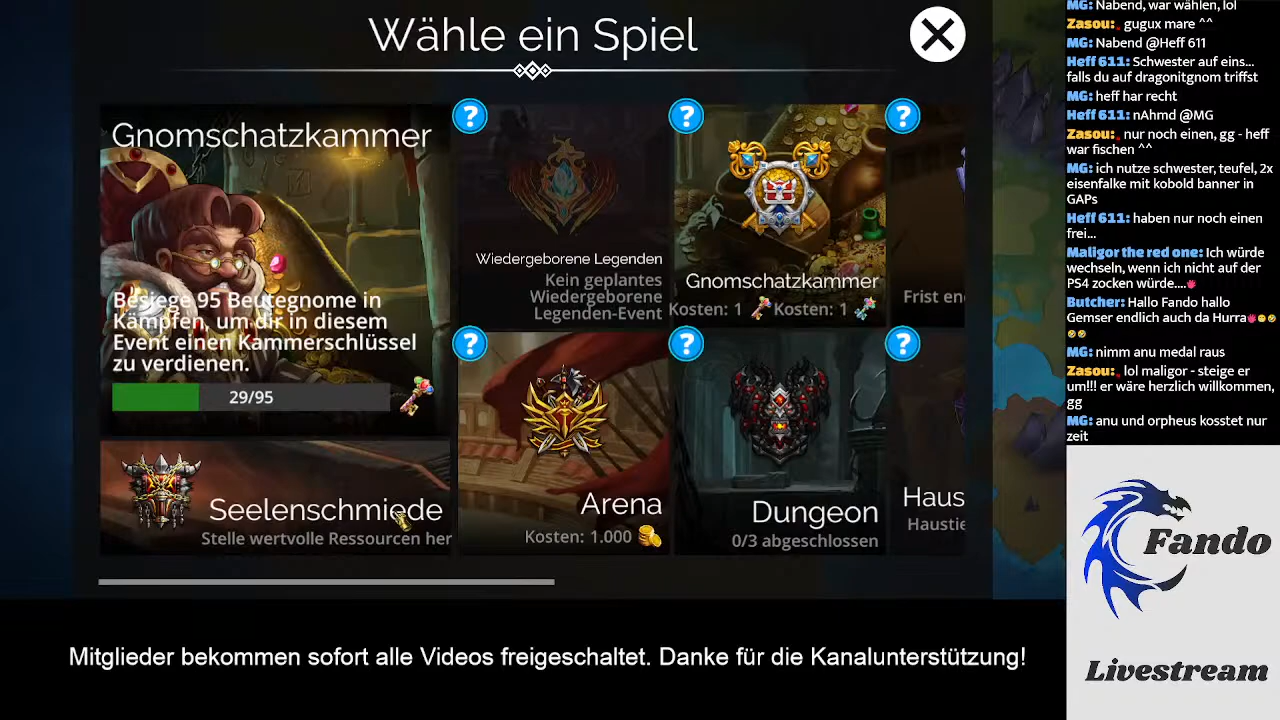 Wähle ein Spiel
Gnomschatzkammer
Besiege 95 Beutegnome in
Kämpfen, um dir in diesem
Event einen Kammerschlüssel
zu verdienen.
29/95
Seelenschmiede
Stelle wertvolle Ressourcen her
?
Wiedergeborene Legenden
Kein geplantes
Wiedergeborene
Legenden-Event
?
Gnomschatzkammer
Kosten: 1 Kosten: 1
?
Frist en
?
Arena
Kosten: 1.000
?
Dungeon
0/3 abgeschlossen
?
Haus
Haustie
MG: Nabend, war wählen, lol
Zasou: gugux mare ^^
MG: Nabend @Heff 611
Heff 611: Schwester auf eins...
falls du auf dragonitgnom triffst
MG: heff har recht
Heff 611: nAhmd @MG
Zasou: nur noch einen, gg - heff
war fischen ^^
MG: ich nutze schwester, teufel, 2x
eisenfalke mit kobold banner in
GAPs
Heff 611: haben nur noch einen
frei...
Maligor the red one: Ich würde
wechseln, wenn ich nicht auf der
PS4 zocken würde....
Butcher: Hallo Fando hallo
Gemser endlich auch da Hurra
MG: nimm anu medal raus
Zasou: lol maligor - steige er
um!!! er wäre herzlich willkommen,
gg
MG: anu und orpheus kosstet nur
zeit
Fando
Livestream
Mitglieder bekommen sofort alle Videos freigeschaltet. Danke für die Kanalunterstützung!